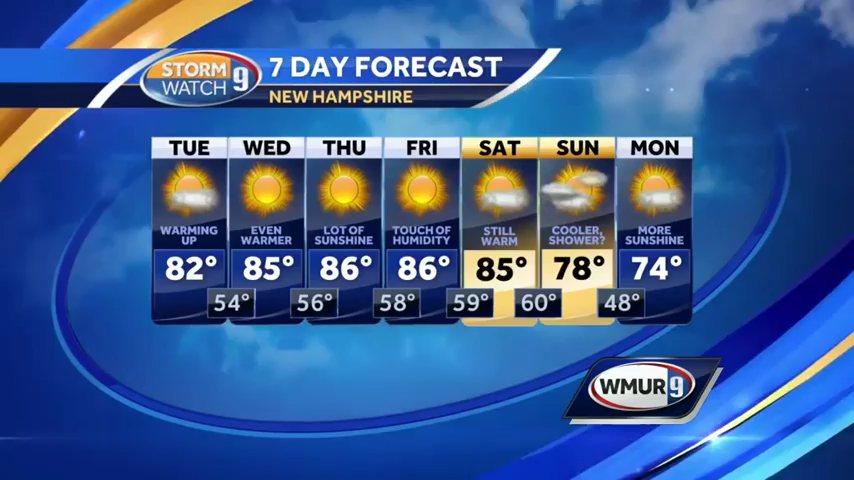 STORM
WATCH 9
7 DAY FORECAST
NEW HAMPSHIRE
TUE WED THU FRI SAT SUN MON
WARMING UP
EVEN WARMER
LOT OF SUNSHINE
TOUCH OF HUMIDITY
STILL WARM
COOLER, SHOWER?
MORE SUNSHINE
82° 85° 86° 86° 85° 78° 74°
54° 56° 58° 59° 60° 48°
WMUR 9